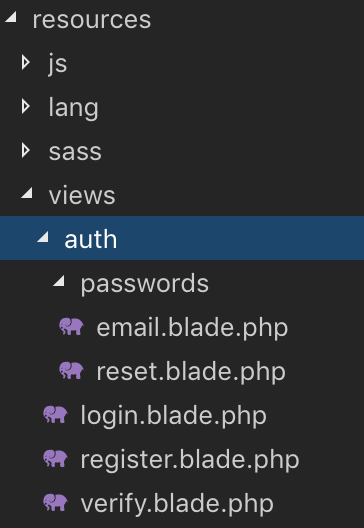 resources
js
lang
sass
views
auth
passwords
email.blade.php
reset.blade.php
login.blade.php
register.blade.php
verify.blade.php